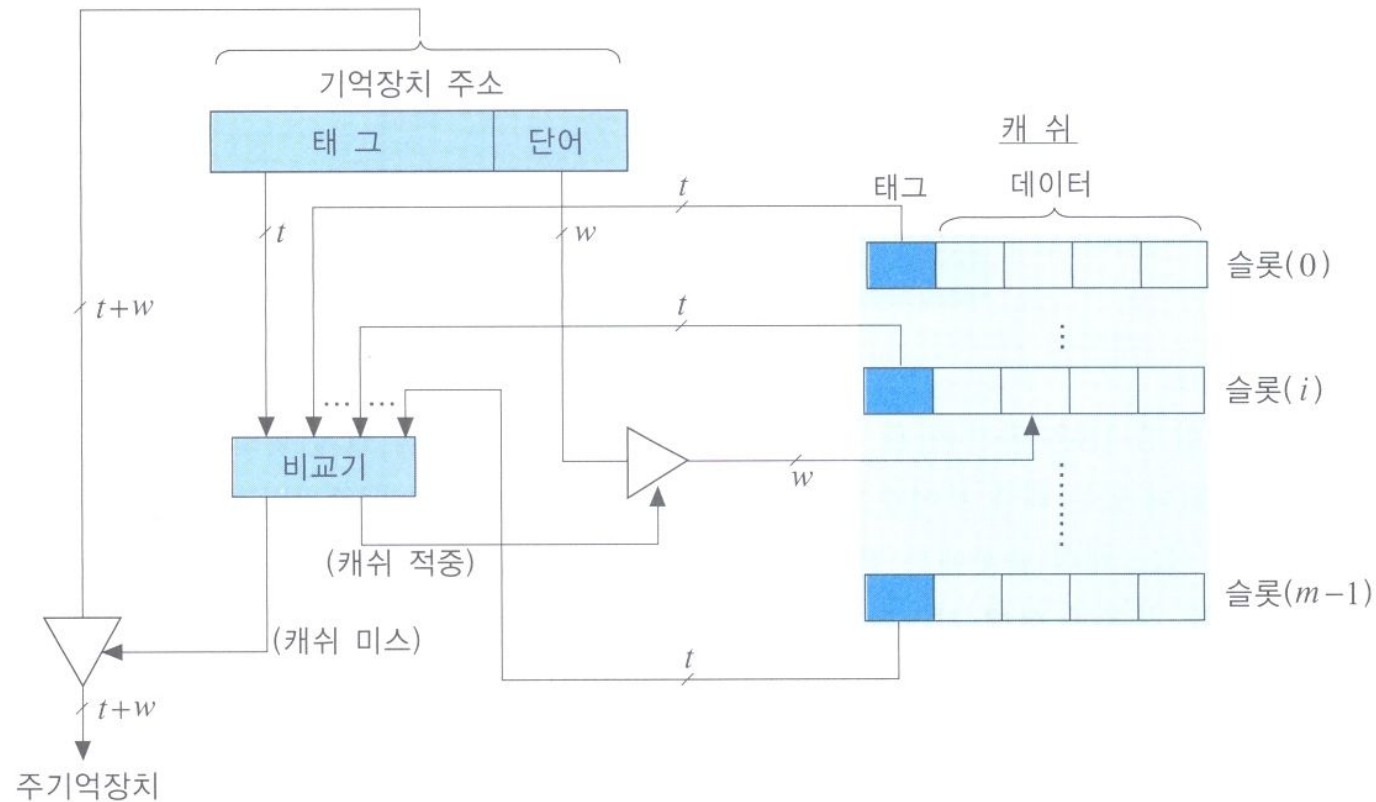 기억장치 주소
태 그 단어
캐 쉬
태그 데이터
t
t
w
슬롯(0)
t+w
t
⋮
슬롯(i)
… …
비교기
w
(캐쉬 적중)
슬롯(m-1)
(캐쉬 미스)
t
t+w
주기억장치